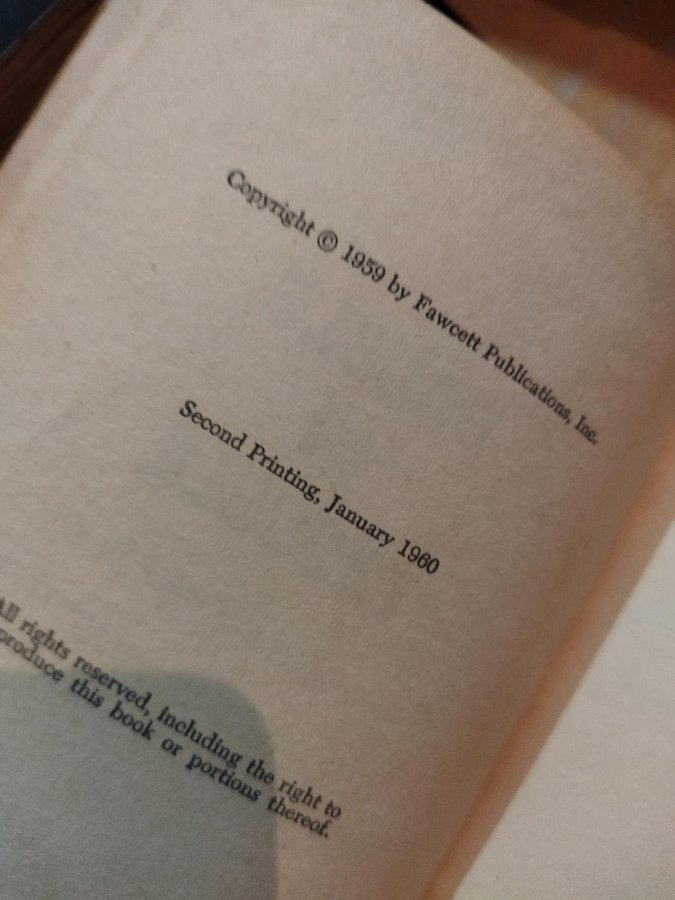 Copyright © 1959 by Fawcett Publications, Inc.
Second Printing, January 1960
All rights reserved, including the right to
produce this book or portions thereof.